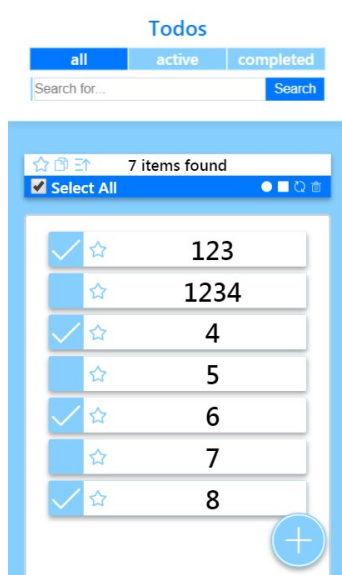 Todos
all active completed
Search for... Search
7 items found
Select All
123
1234
4
5
6
7
8